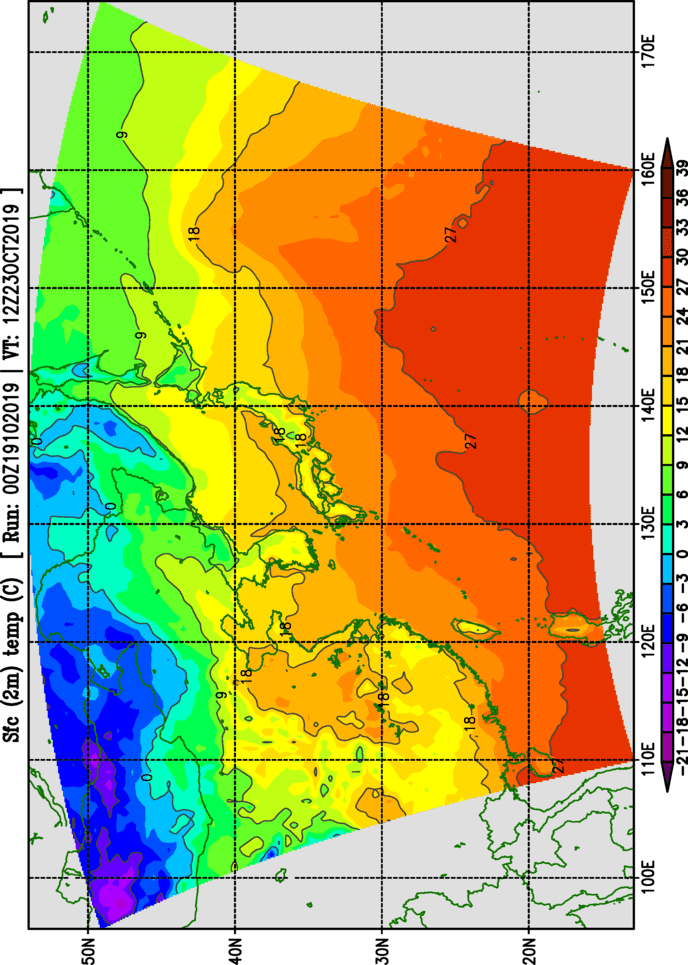 Sfc (2m) temp (C)  [ Run: 00Z19102019 | VT: 12Z23OCT2019 ]
50N
40N
30N
20N
100E
110E
120E
130E
140E
150E
160E
170E
9
18
27
9
0
18
18
27
0
18
9
18
18
18
0
27
-21 -18 -15 -12 -9 -6 -3 0 3 6 9 12 15 18 21 24 27 30 33 36 39